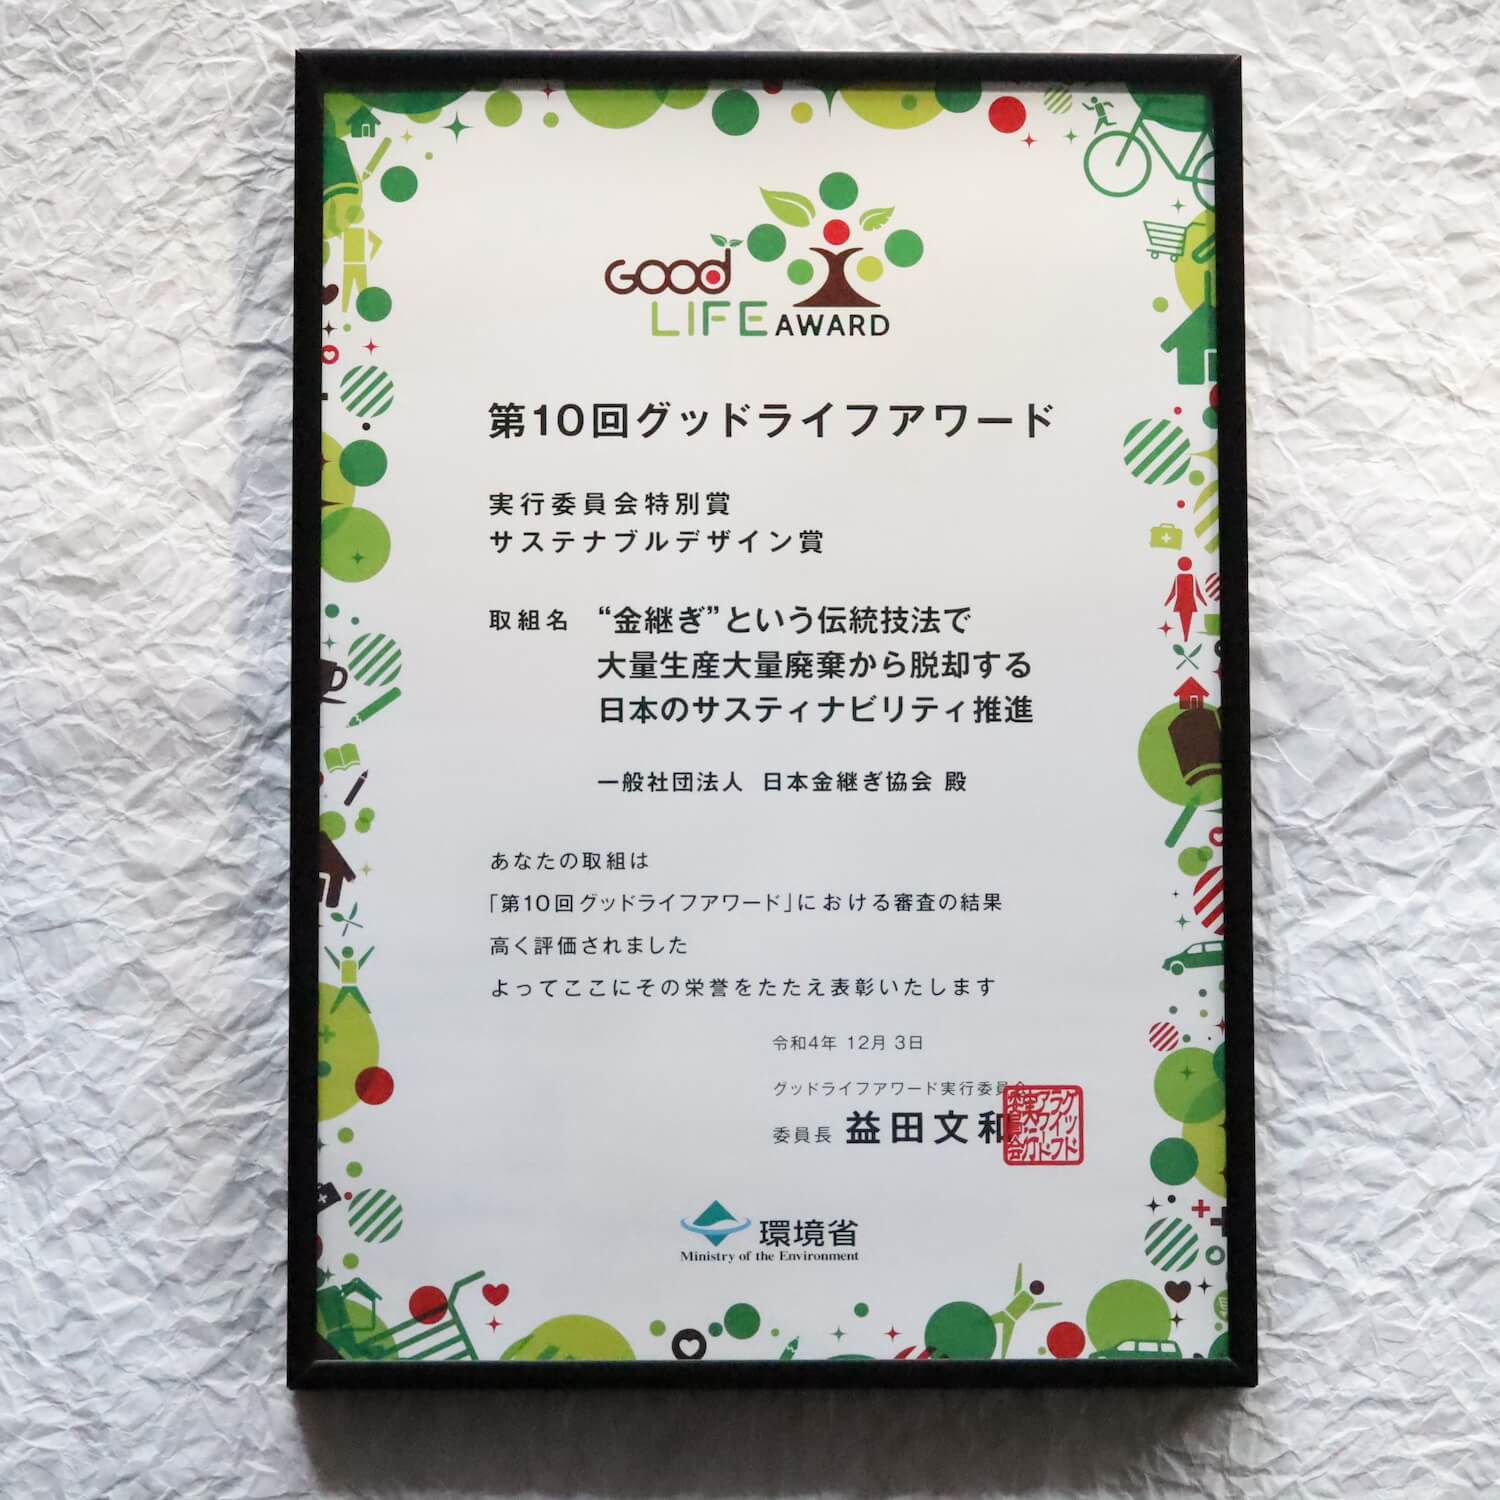 GOOD
LIFE AWARD
第10回グッドライフアワード
実行委員会特別賞
サステナブルデザイン賞
取組名 “金継ぎ”という伝統技法で
大量生産大量廃棄から脱却する
日本のサスティナビリティ推進
一般社団法人 日本金継ぎ協会 殿
あなたの取組は
「第10回グッドライフアワード」における審査の結果
高く評価されました
よってここにその栄誉をたたえ表彰いたします
令和4年 12月 3日
グッドライフアワード実行委員会
委員長 益田文和
環境省
Ministry of the Environment